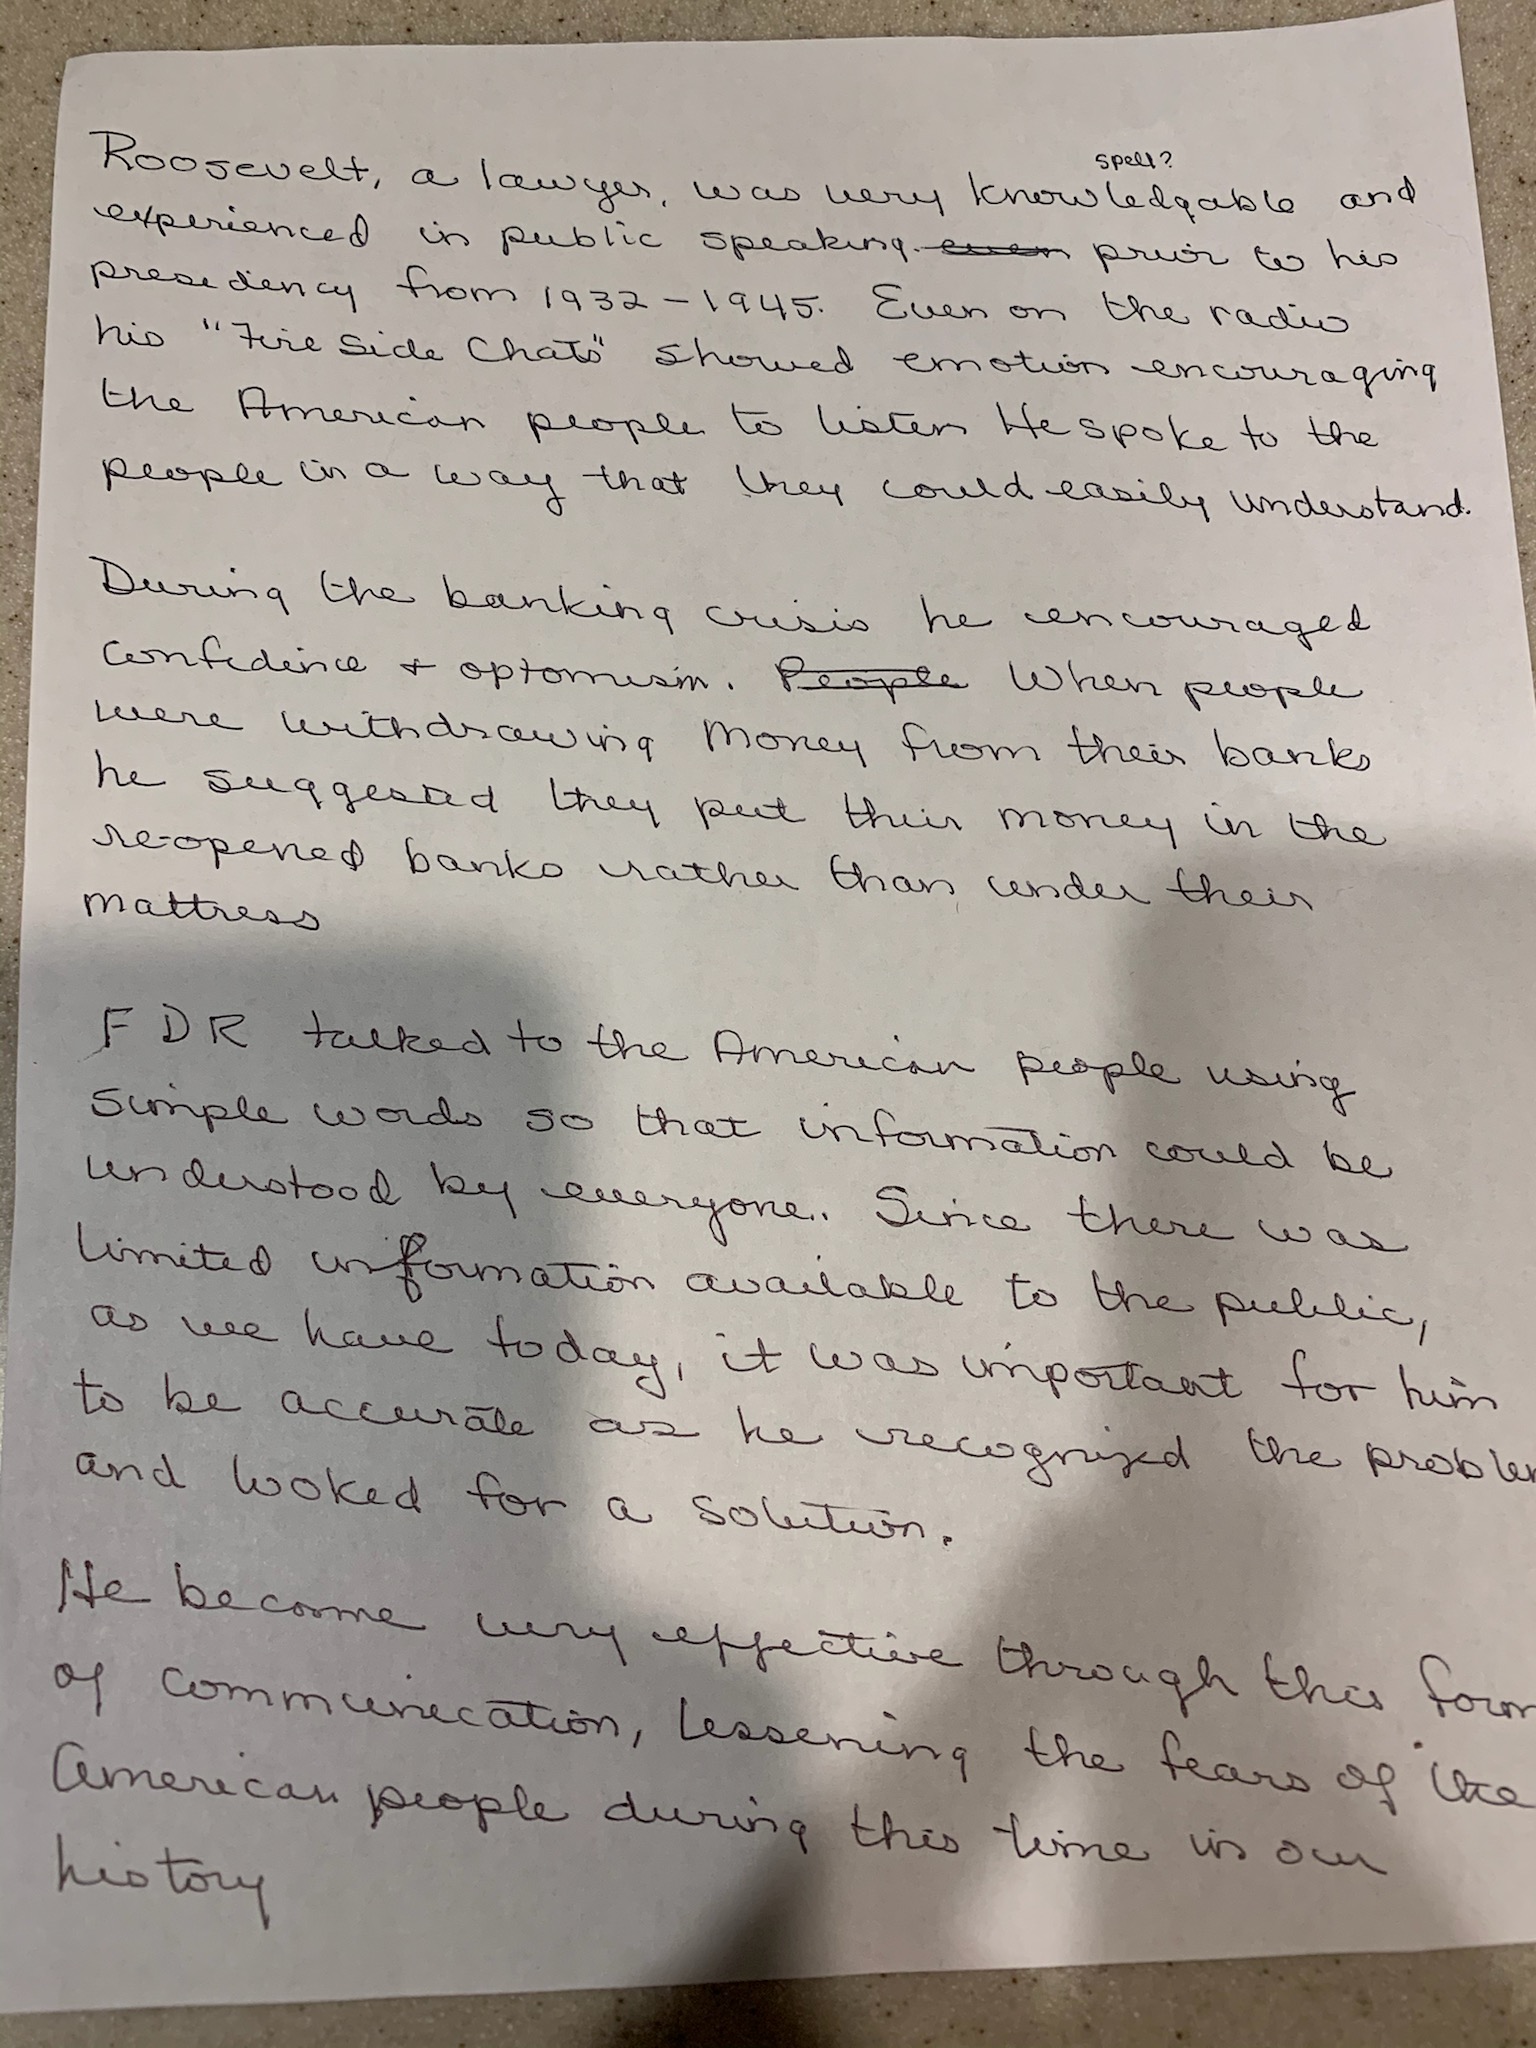 spell?
Roosevelt, a lawyer, was very knowledgable and
experienced in public speaking even prior to his
presidency from 1932-1945. Even on the radio
his "Fire Side Chats" showed emotion encouraging
the American people to listen He spoke to the
people in a way that they could easily understand.
During the banking crisis he encouraged
confidence + optomism. People When people
were withdrawing money from their banks
he suggested they put their money in the
re-opened banks rather than under their
mattress
FDR talked to the American people using
simple words so that information could be
understood by everyone. Since there was
limited information available to the public,
as we have today, it was important for him
to be accurate as he recognized the problem
and looked for a solution.
He become very effective through this form
of communication, lessening the fears of the
American people during this time in our
history